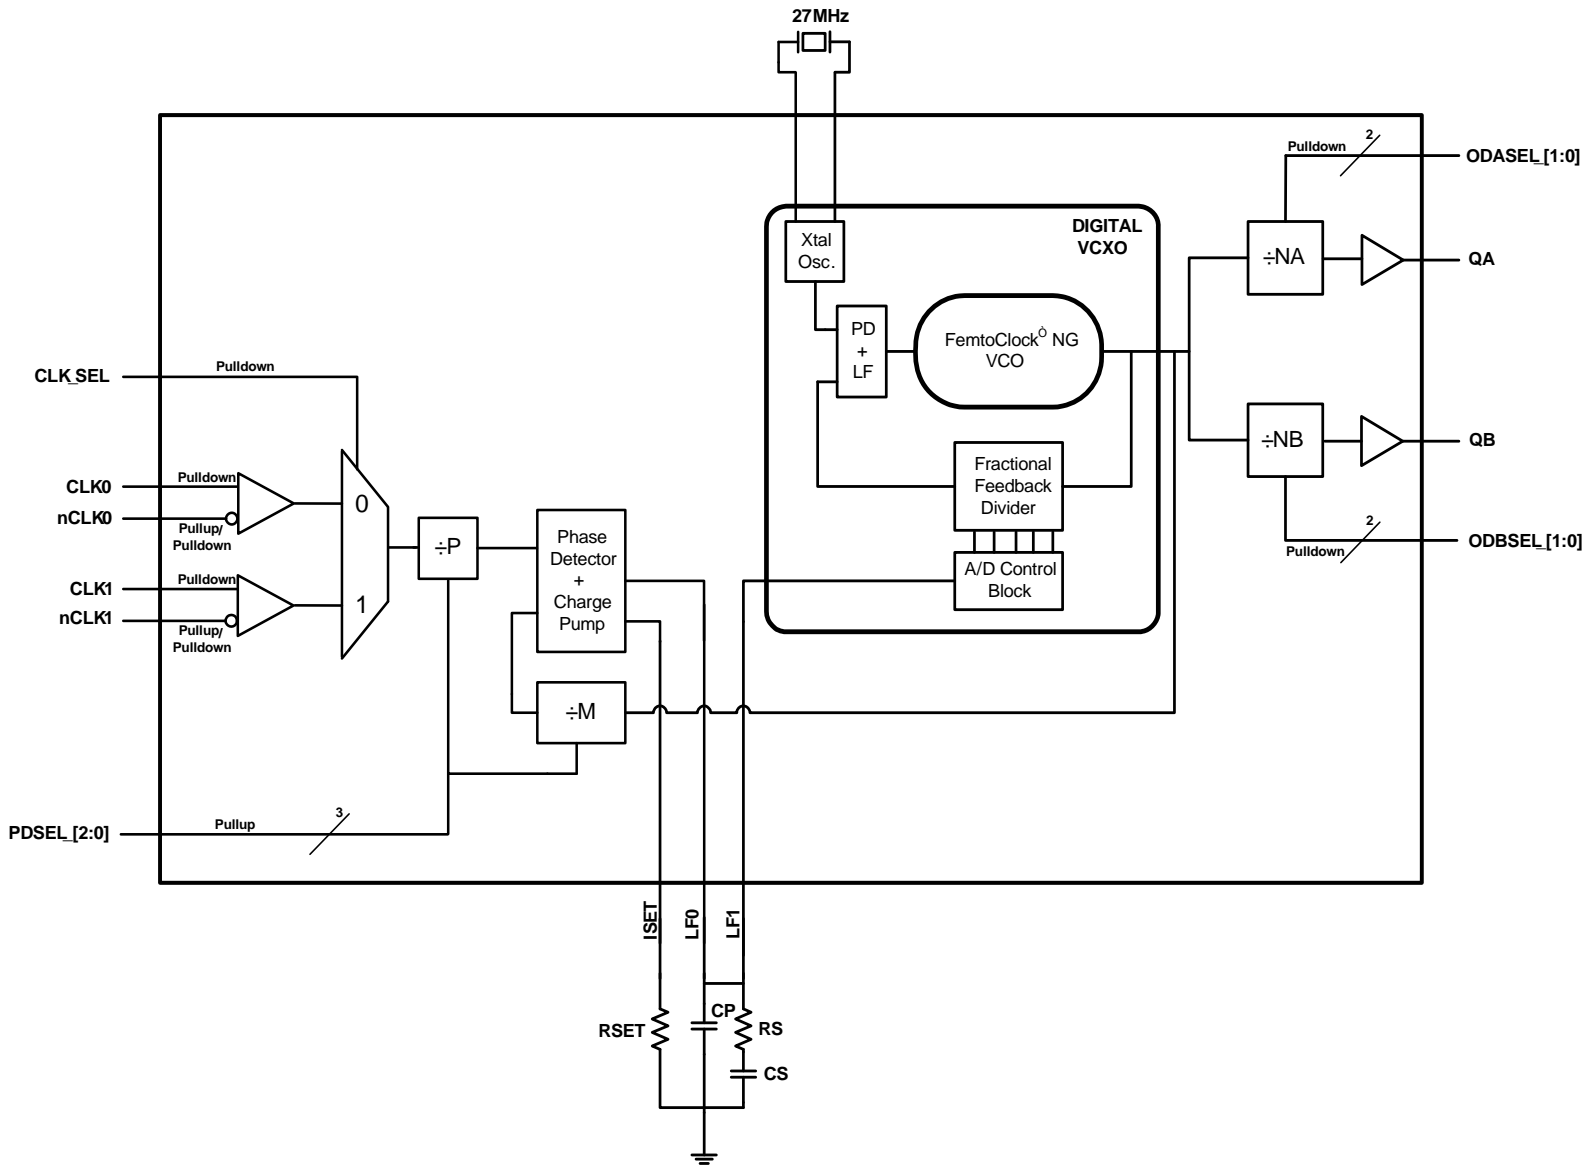 27MHz
2
Pulldown
ODASEL_[1:0]
DIGITAL
VCXO
Xtal
Osc.
÷NA
QA
PD
+
LF
FemtoClock Ò NG
VCO
CLK_SEL
Pulldown
÷NB
QB
Fractional
Feedback
Divider
CLK0
Pulldown
nCLK0
Pullup/
Pulldown
0
÷P
Phase
Detector
+
Charge
Pump
2
Pulldown
ODBSEL_[1:0]
A/D Control
Block
CLK1
Pulldown
nCLK1
Pullup/
Pulldown
1
÷M
PDSEL_[2:0]
Pullup
3
ISET
LF0
LF1
RSET
CP
RS
CS